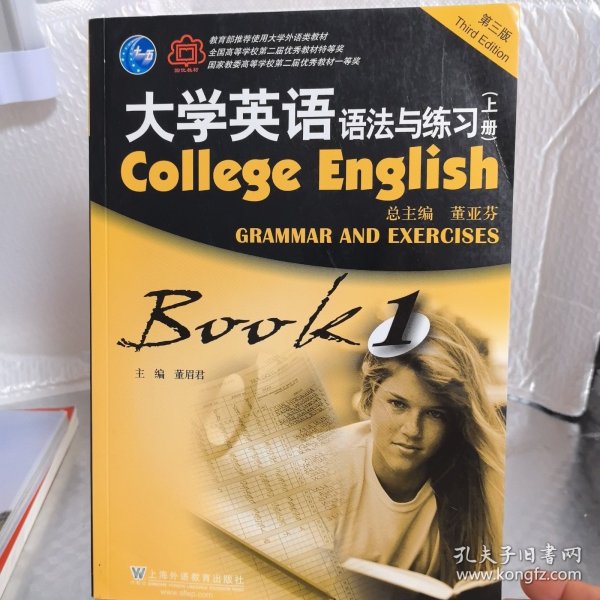 十一五
教育部推荐使用大学外语类教材
全国高等学校第二届优秀教材特等奖
国家教委高等学校第二届优秀教材一等奖
第三版
Third Edition
大学英语 语法与练习(上册)
College English
总主编 董亚芬
GRAMMAR AND EXERCISES
Book 1
主 编 董眉君
上海外语教育出版社
孔夫子旧书网
www.kongfz.com